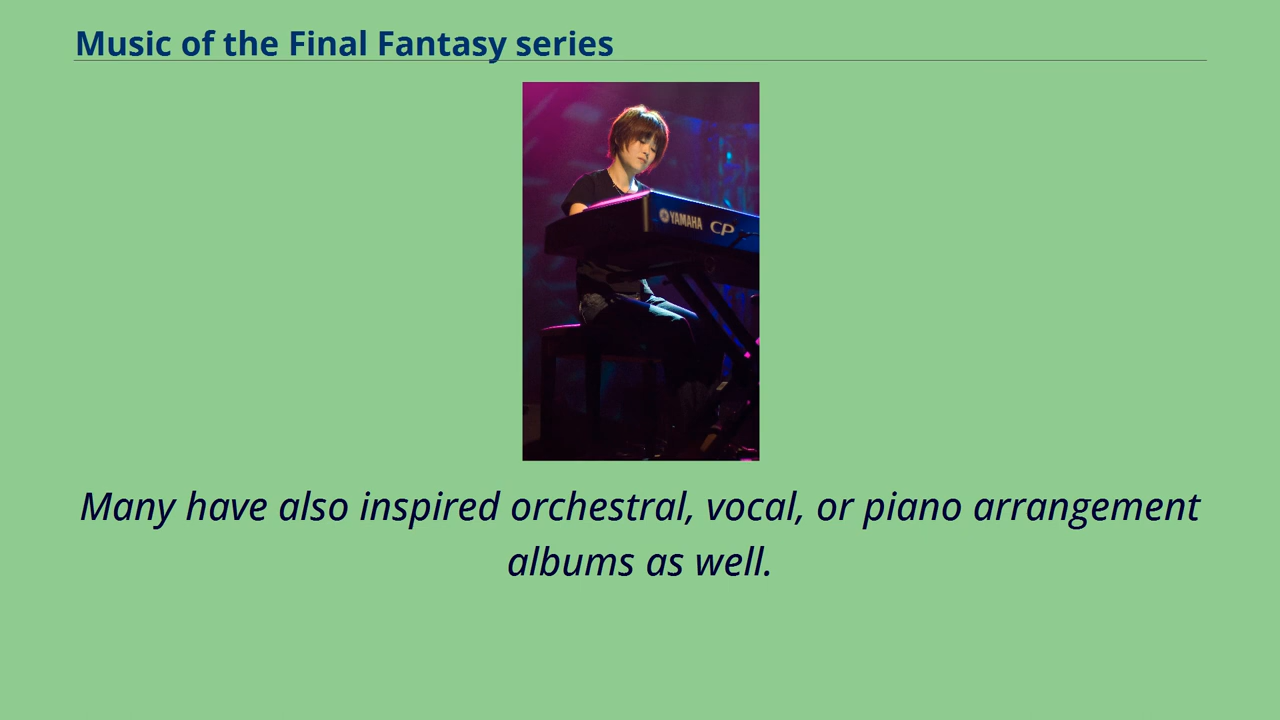 Music of the Final Fantasy series
YAMAHA CP
Many have also inspired orchestral, vocal, or piano arrangement
albums as well.